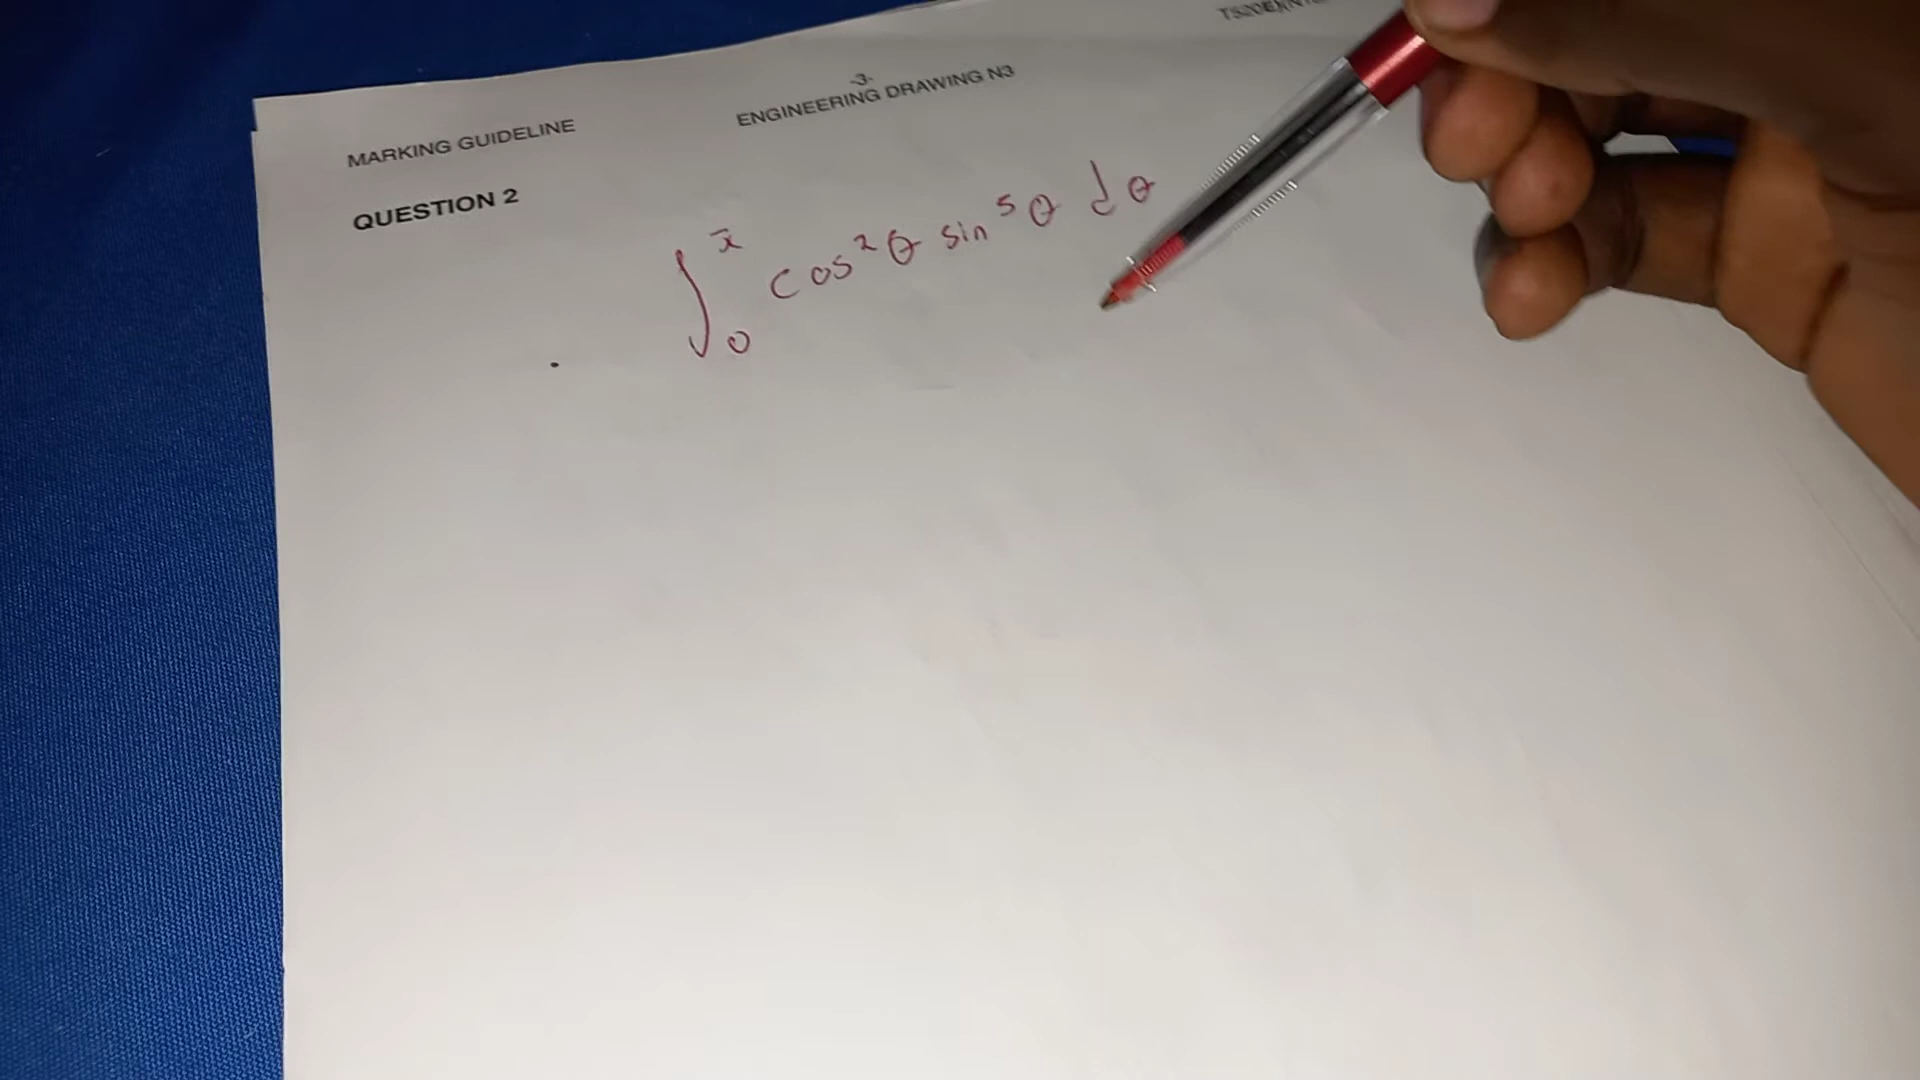 -3-
MARKING GUIDELINE ENGINEERING DRAWING N3
QUESTION 2
∫₀^π cos²θ sin⁵θ dθ